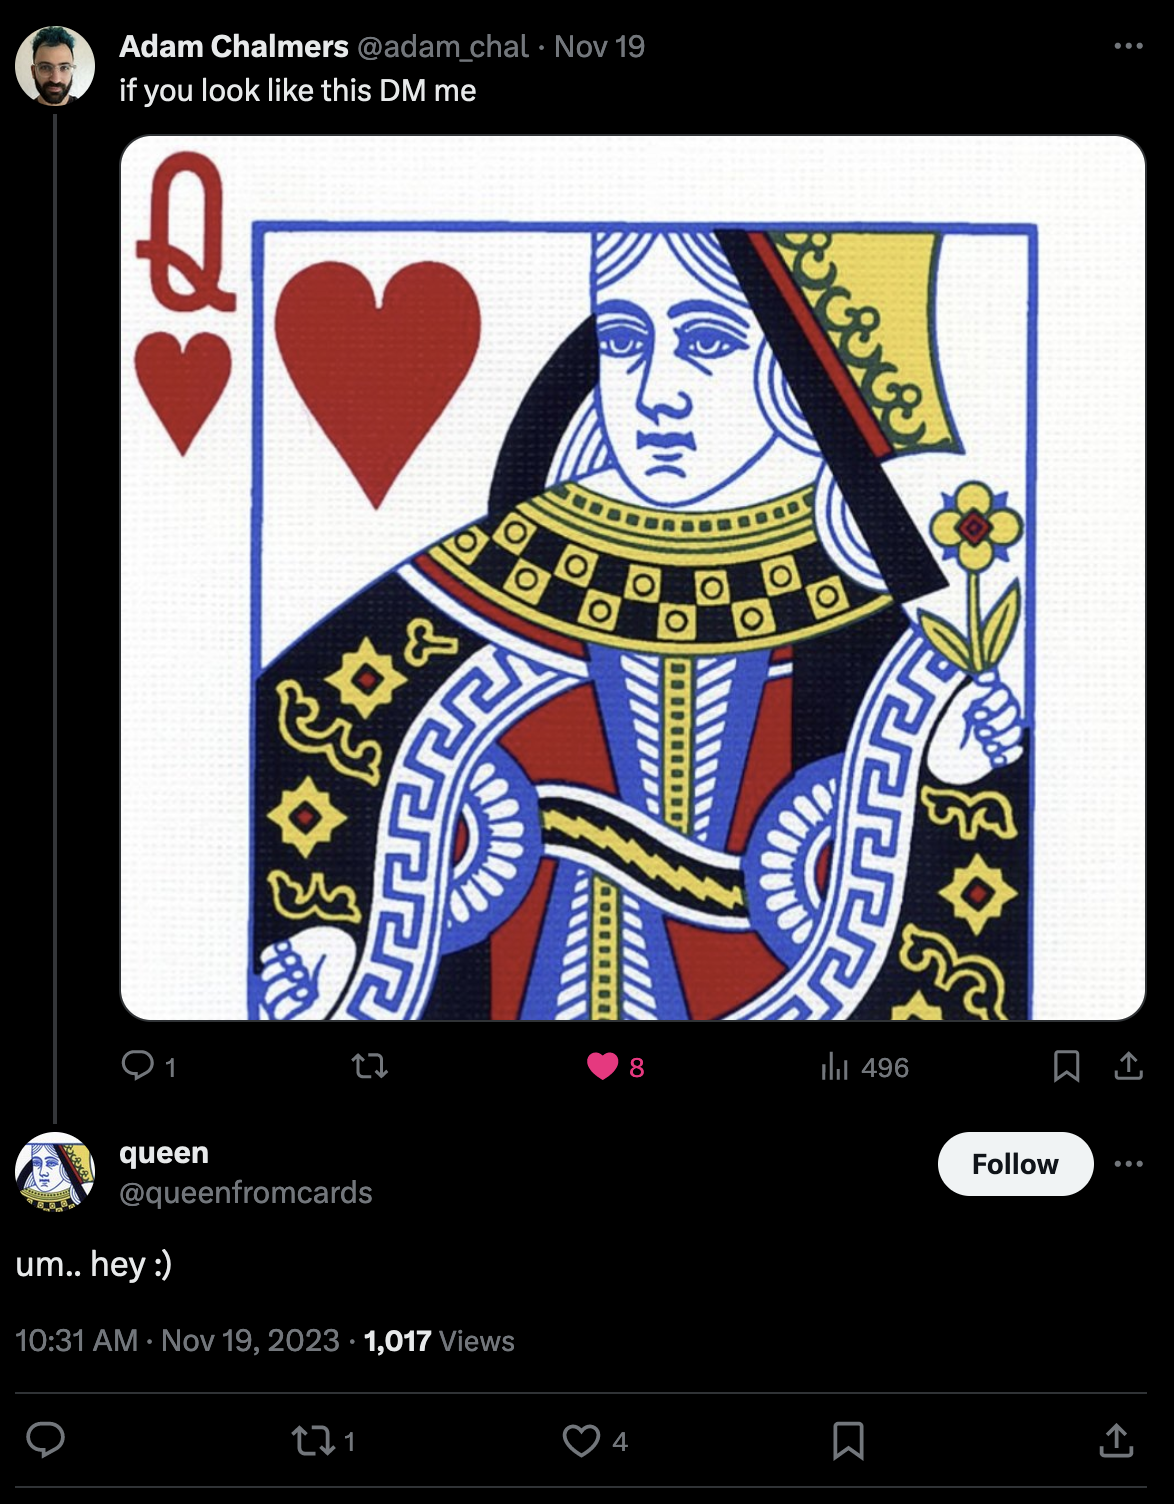 Adam Chalmers @adam_chal · Nov 19
if you look like this DM me
Q
1
8
496
queen
@queenfromcards
Follow
um.. hey :)
10:31 AM · Nov 19, 2023 · 1,017 Views
1
4